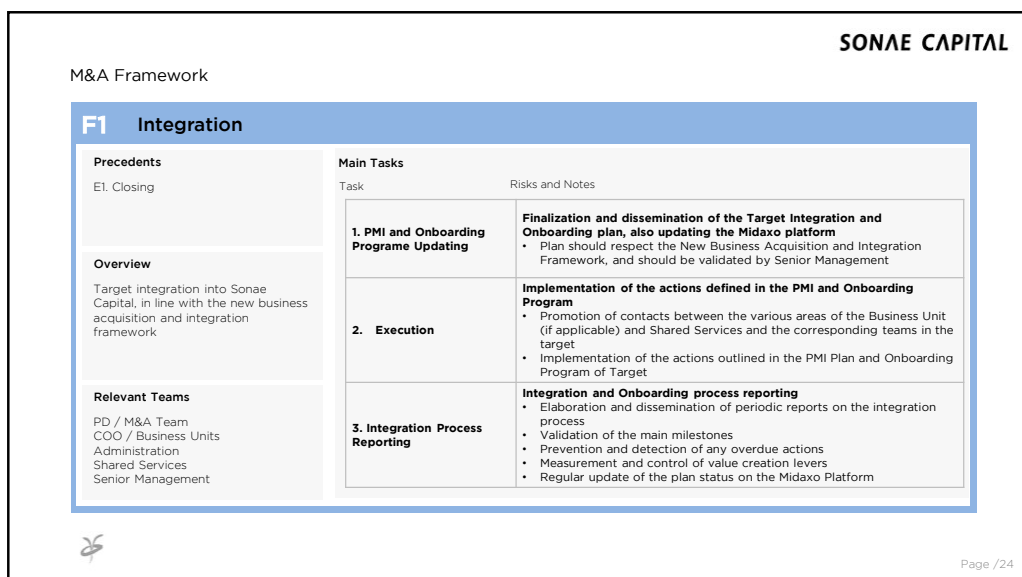 SONAE CAPITAL
M&A Framework
F1 Integration
Precedents
E1. Closing
Overview
Target integration into Sonae
Capital, in line with the new business
acquisition and integration
framework
Relevant Teams
PD / M&A Team
COO / Business Units
Administration
Shared Services
Senior Management
Main Tasks
Task Risks and Notes
1. PMI and Onboarding
Programe Updating
Finalization and dissemination of the Target Integration and
Onboarding plan, also updating the Midaxo platform
• Plan should respect the New Business Acquisition and Integration
Framework, and should be validated by Senior Management
2. Execution
Implementation of the actions defined in the PMI and Onboarding
Program
• Promotion of contacts between the various areas of the Business Unit
(if applicable) and Shared Services and the corresponding teams in the
target
• Implementation of the actions outlined in the PMI Plan and Onboarding
Program of Target
3. Integration Process
Reporting
Integration and Onboarding process reporting
• Elaboration and dissemination of periodic reports on the integration
process
• Validation of the main milestones
• Prevention and detection of any overdue actions
• Measurement and control of value creation levers
• Regular update of the plan status on the Midaxo Platform
Page /24